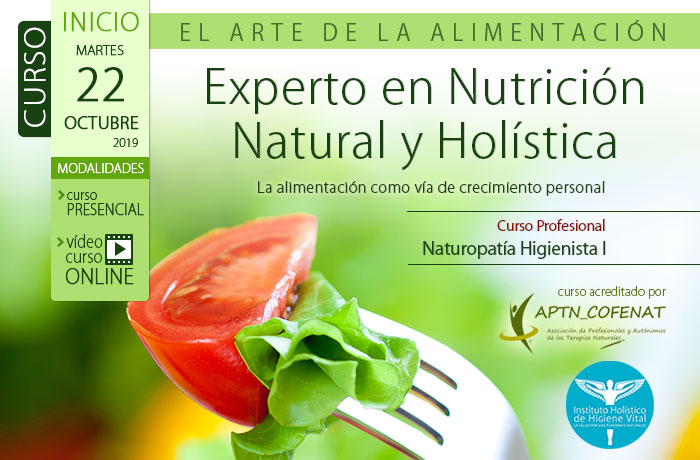 CURSO
INICIO
MARTES
22
OCTUBRE
2019
MODALIDADES
curso
PRESENCIAL
vídeo
curso
ONLINE
EL ARTE DE LA ALIMENTACIÓN
Experto en Nutrición
Natural y Holística
La alimentación como vía de crecimiento personal
Curso Profesional
Naturopatía Higienista I
curso acreditado por
APTN_COFENAT
Asociación de Profesionales y Autónomos
de las Terapias Naturales
Instituto Holístico
de Higiene Vital